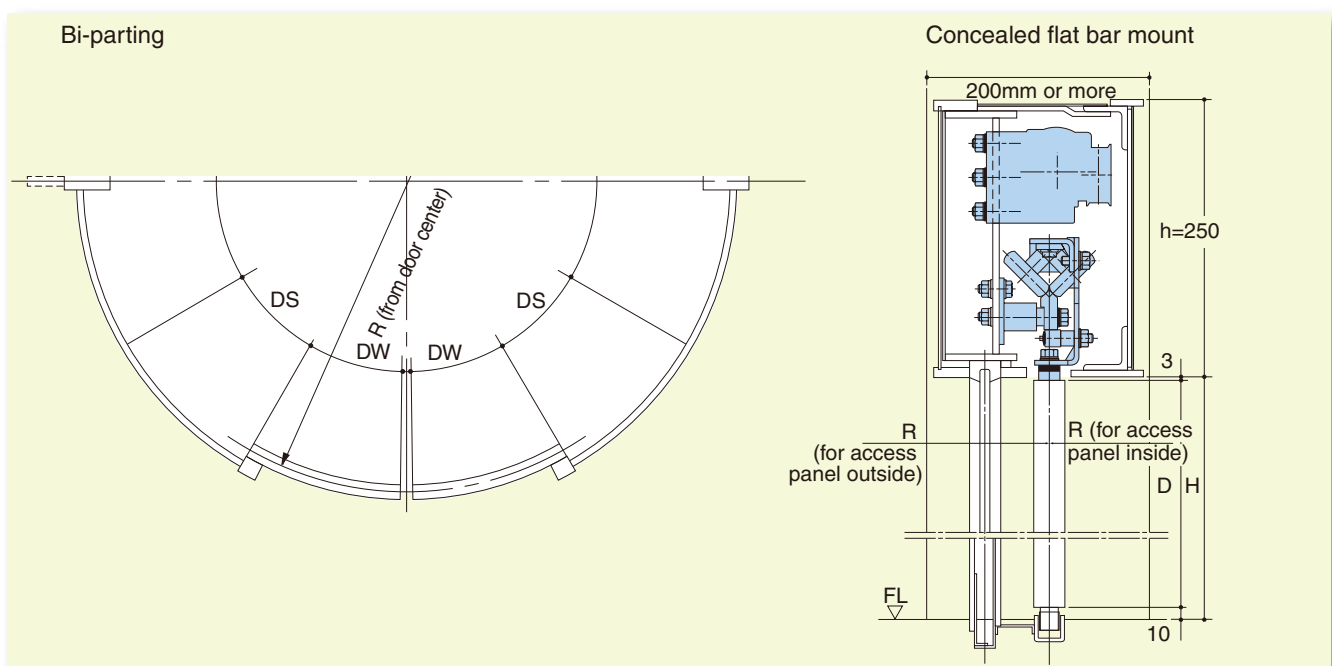 Bi-parting
DS
R (from door center)
DS
DW
DW
Concealed flat bar mount
200mm or more
h=250
3
R
(for access
panel outside)
R (for access
panel inside)
D
H
FL
10